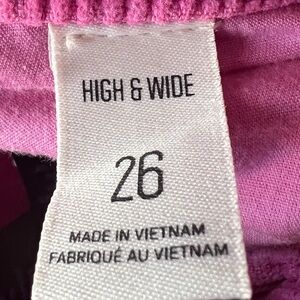 HIGH & WIDE
26
MADE IN VIETNAM
FABRIQUÉ AU VIETNAM